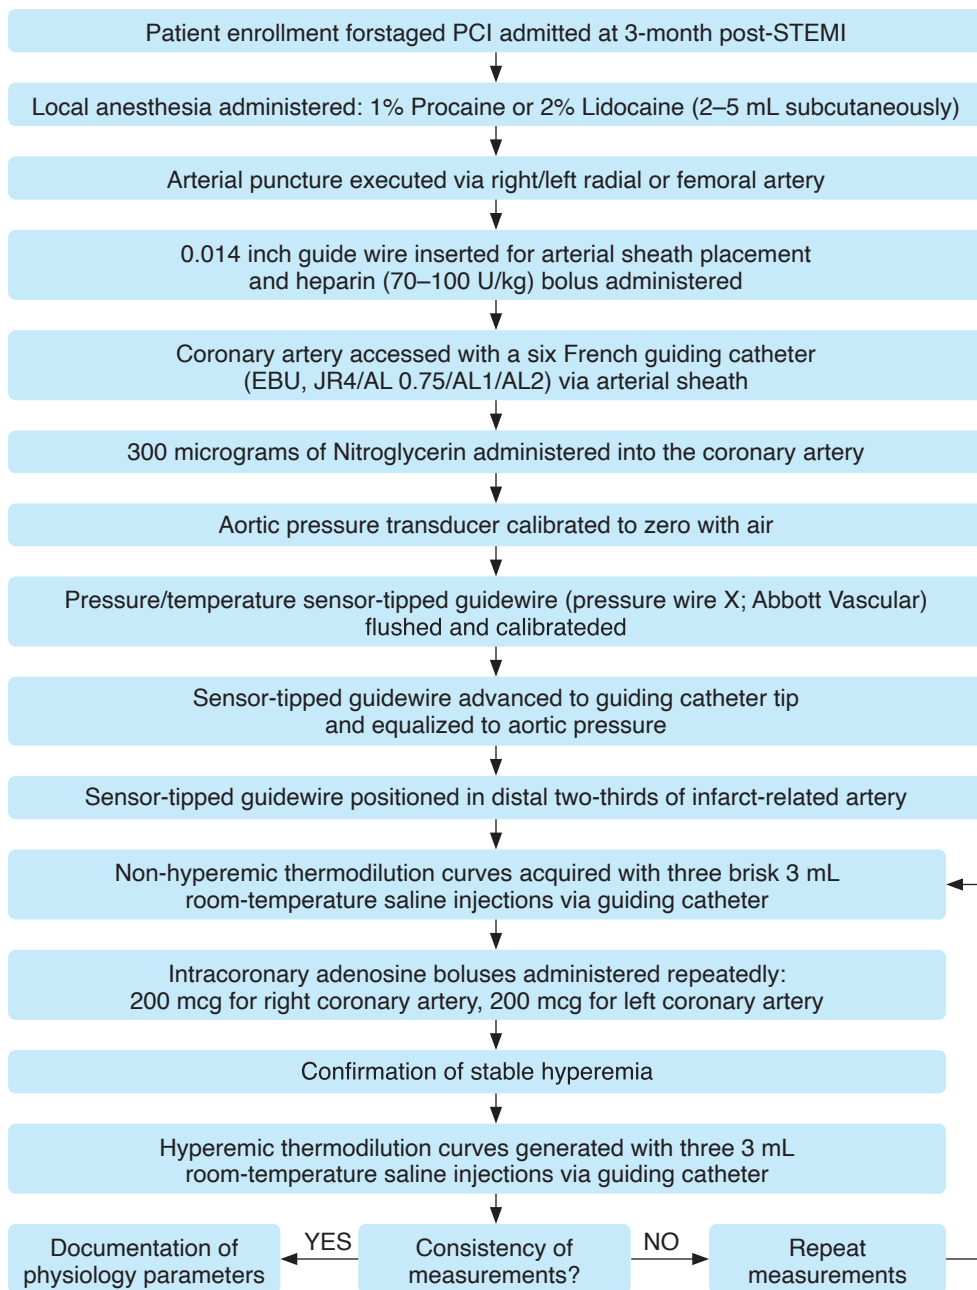 Patient enrollment forstaged PCI admitted at 3-month post-STEMI
Local anesthesia administered: 1% Procaine or 2% Lidocaine (2–5 mL subcutaneously)
Arterial puncture executed via right/left radial or femoral artery
0.014 inch guide wire inserted for arterial sheath placement
and heparin (70–100 U/kg) bolus administered
Coronary artery accessed with a six French guiding catheter
(EBU, JR4/AL 0.75/AL1/AL2) via arterial sheath
300 micrograms of Nitroglycerin administered into the coronary artery
Aortic pressure transducer calibrated to zero with air
Pressure/temperature sensor-tipped guidewire (pressure wire X; Abbott Vascular)
flushed and calibrateded
Sensor-tipped guidewire advanced to guiding catheter tip
and equalized to aortic pressure
Sensor-tipped guidewire positioned in distal two-thirds of infarct-related artery
Non-hyperemic thermodilution curves acquired with three brisk 3 mL
room-temperature saline injections via guiding catheter
Intracoronary adenosine boluses administered repeatedly:
200 mcg for right coronary artery, 200 mcg for left coronary artery
Confirmation of stable hyperemia
Hyperemic thermodilution curves generated with three 3 mL
room-temperature saline injections via guiding catheter
Documentation of
physiology parameters
YES
Consistency of
measurements?
NO
Repeat
measurements